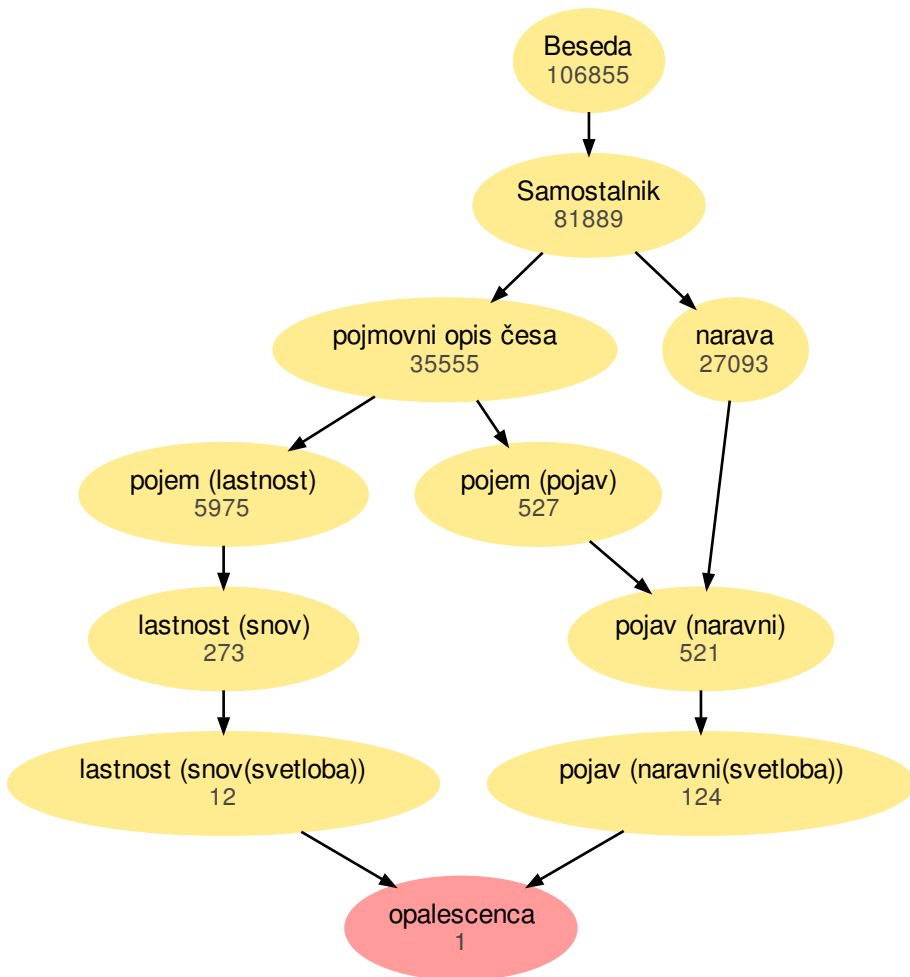 Beseda
106855
Samostalnik
81889
pojmovni opis česa
35555
narava
27093
pojem (lastnost)
5975
pojem (pojav)
527
lastnost (snov)
273
pojav (naravni)
521
lastnost (snov(svetloba))
12
pojav (naravni(svetloba))
124
opalescenca
1